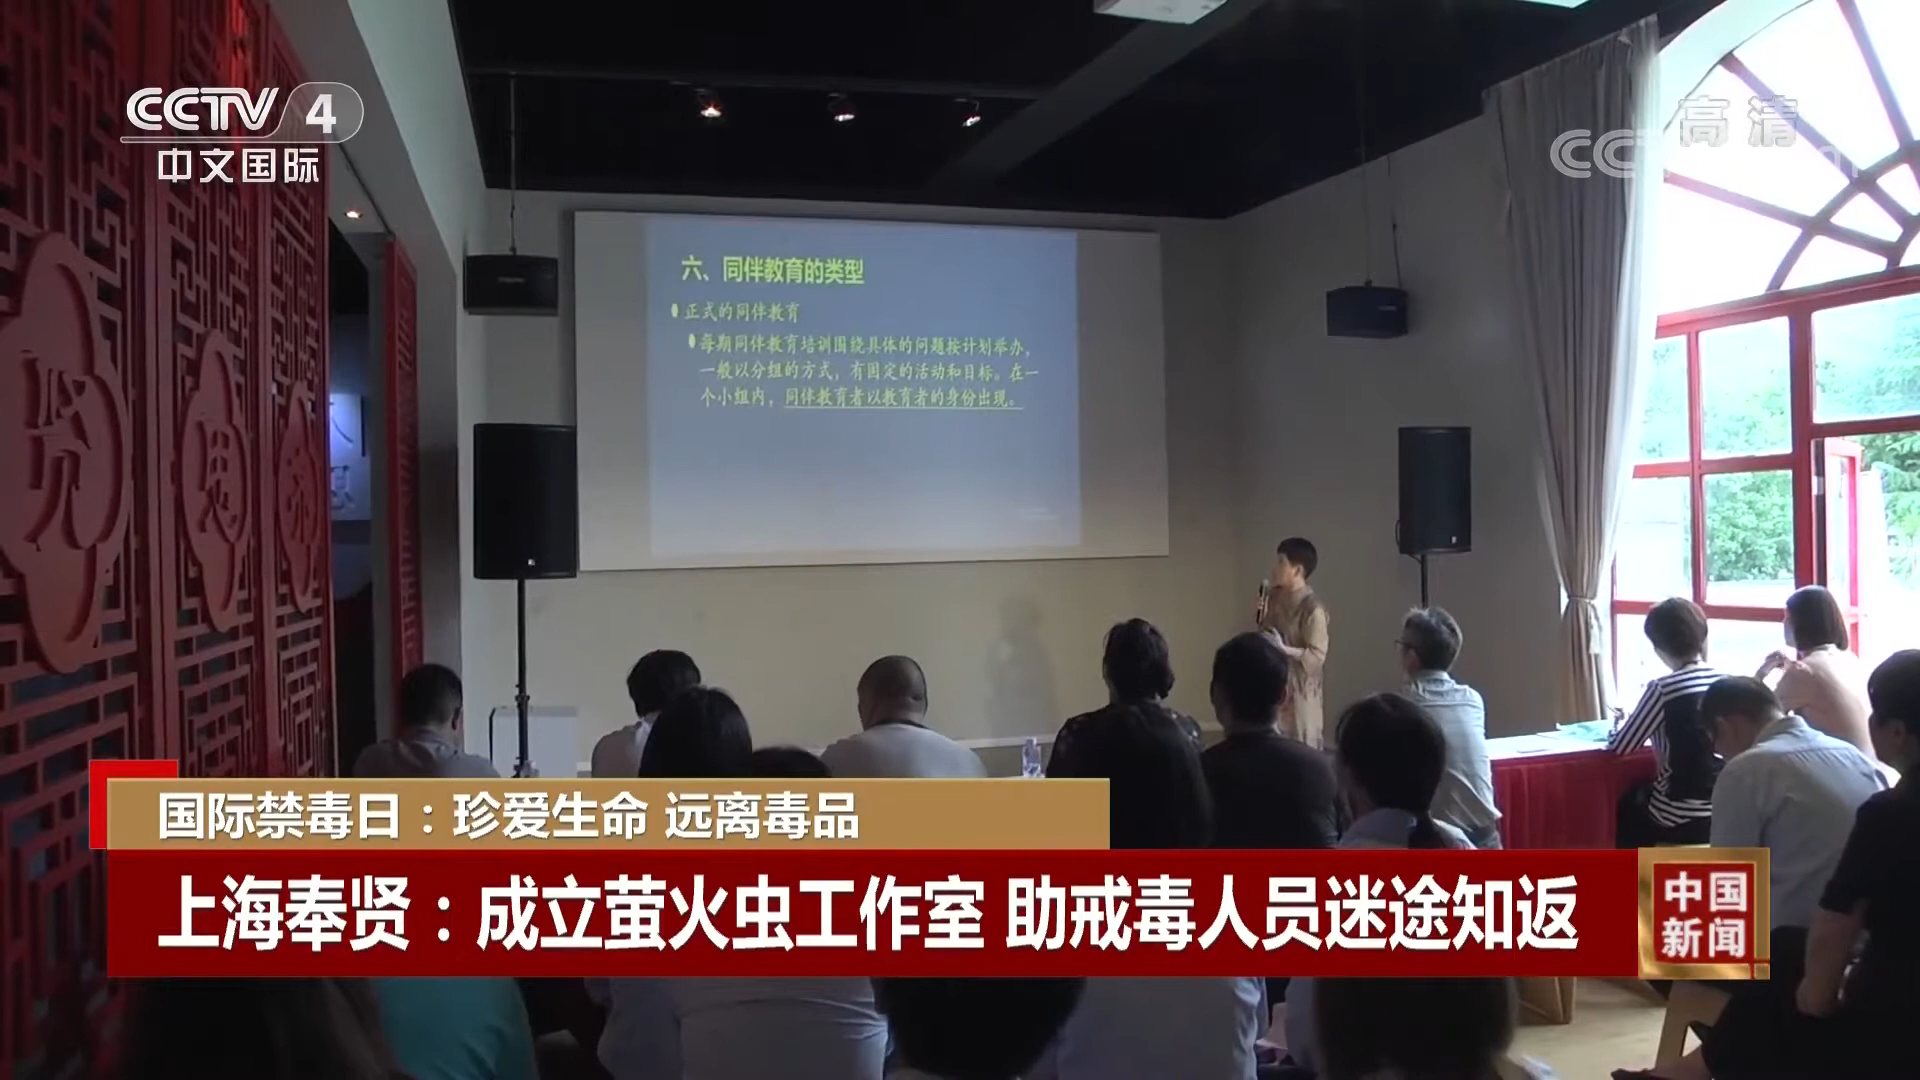 CCTV 4
中文国际
高清
CCTV
六、同伴教育的类型
正式的同伴教育
每期同伴教育培训围绕具体的问题按计划举办，
一般以分组的方式，有固定的活动和目标。在一
个小组内，同伴教育者以教育者的身份出现。
贤
思
齐
国际禁毒日：珍爱生命 远离毒品
上海奉贤：成立萤火虫工作室 助戒毒人员迷途知返
中国
新闻